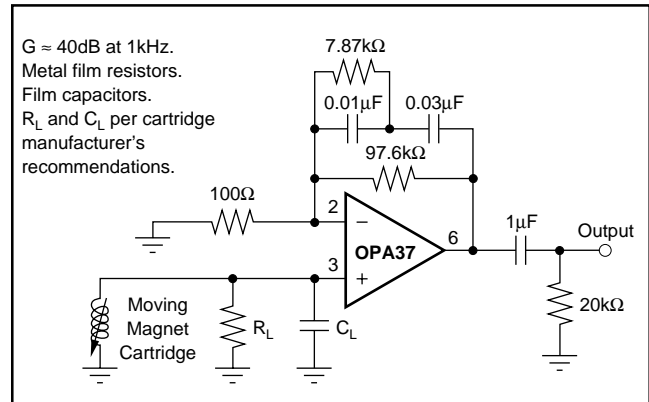 G ≈ 40dB at 1kHz.
Metal film resistors.
Film capacitors.
R_L and C_L per cartridge
manufacturer's
recommendations.
7.87kΩ
0.01μF
0.03μF
97.6kΩ
100Ω
2
−
OPA37
6
3
+
1μF
Output
20kΩ
Moving
Magnet
Cartridge
R_L
C_L